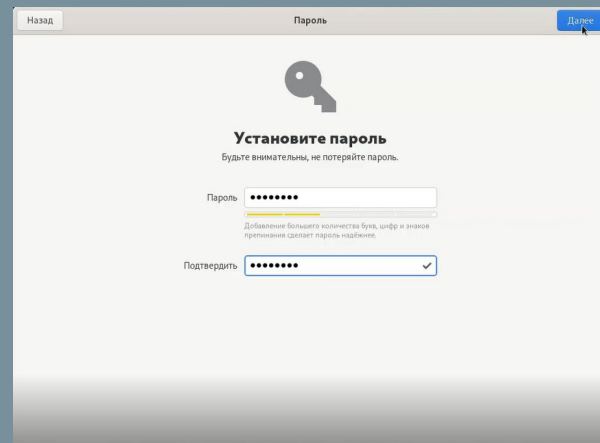 Назад
Пароль
Далее
Установите пароль
Будьте внимательны, не потеряйте пароль.
Пароль ●●●●●●●●
Добавление большего количества букв, цифр и знаков
препинания сделает пароль надёжнее.
Подтвердить ●●●●●●●●